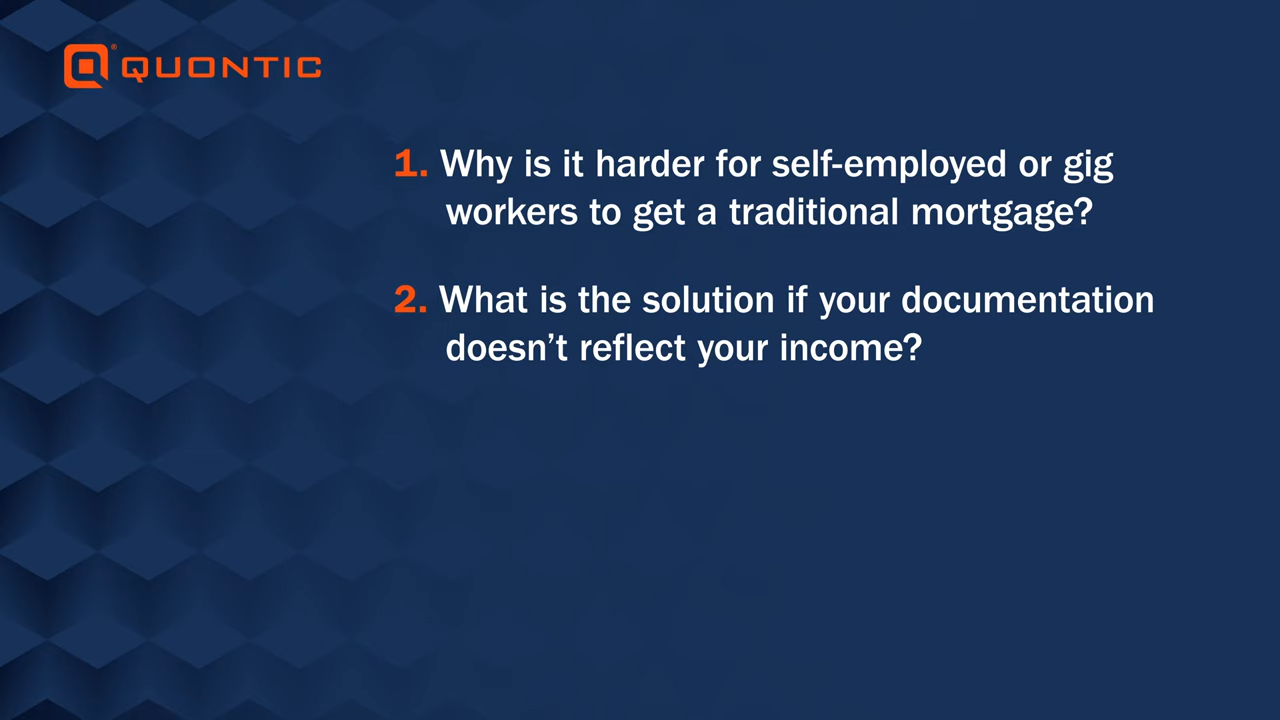 QUONTIC®
1. Why is it harder for self-employed or gig
workers to get a traditional mortgage?
2. What is the solution if your documentation
doesn’t reflect your income?